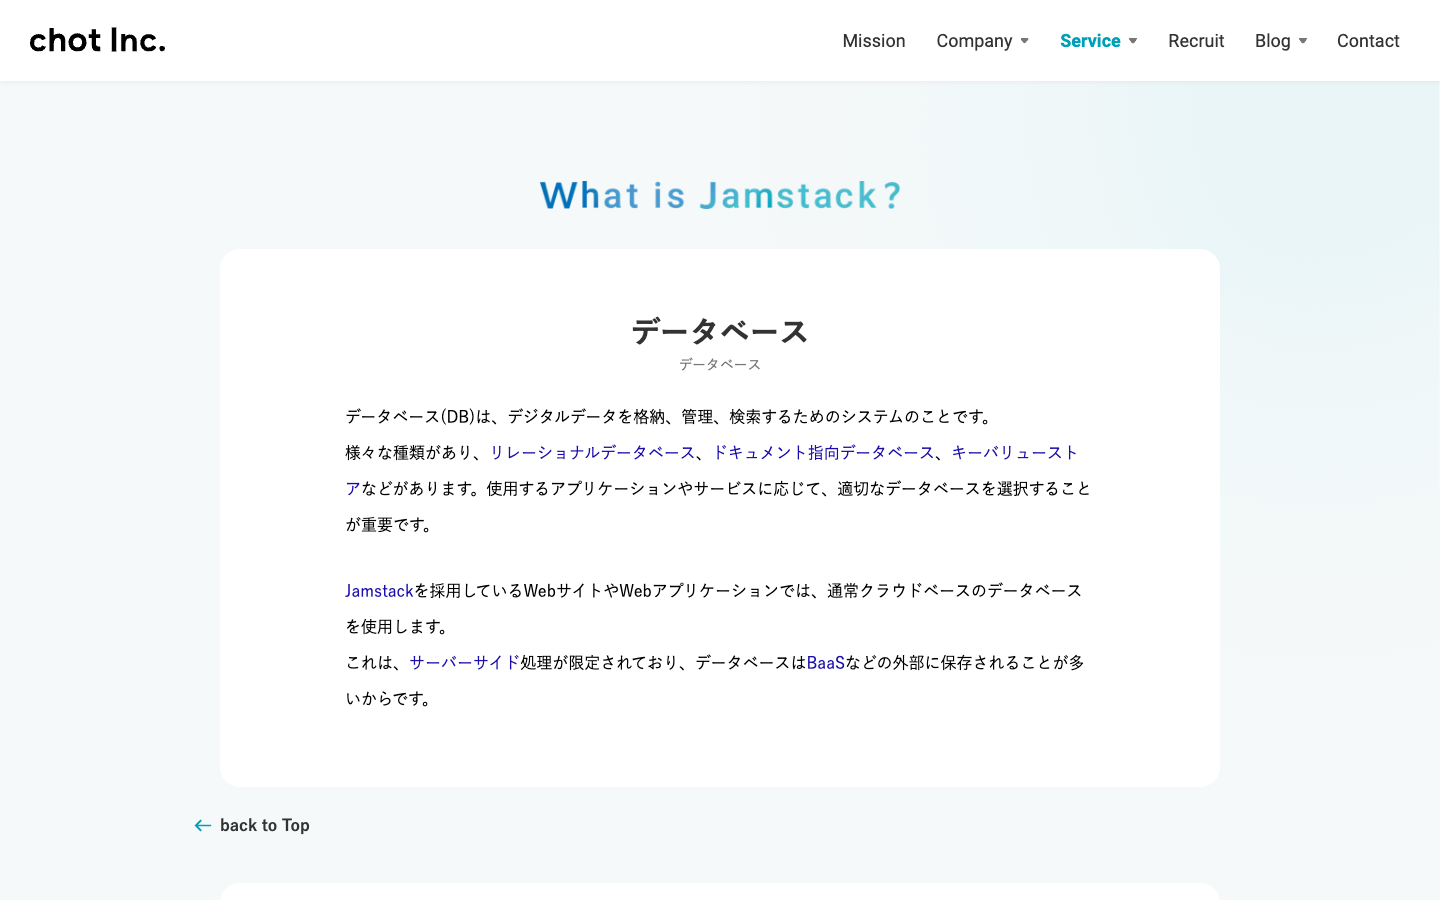 chot Inc.
Mission Company Service Recruit Blog Contact
What is Jamstack?
データベース
データベース
データベース(DB)は、デジタルデータを格納、管理、検索するためのシステムのことです。
様々な種類があり、リレーショナルデータベース、ドキュメント指向データベース、キーバリュースト
アなどがあります。使用するアプリケーションやサービスに応じて、適切なデータベースを選択すること
が重要です。
Jamstackを採用しているWebサイトやWebアプリケーションでは、通常クラウドベースのデータベース
を使用します。
これは、サーバーサイド処理が限定されており、データベースはBaaSなどの外部に保存されることが多
いからです。
back to Top